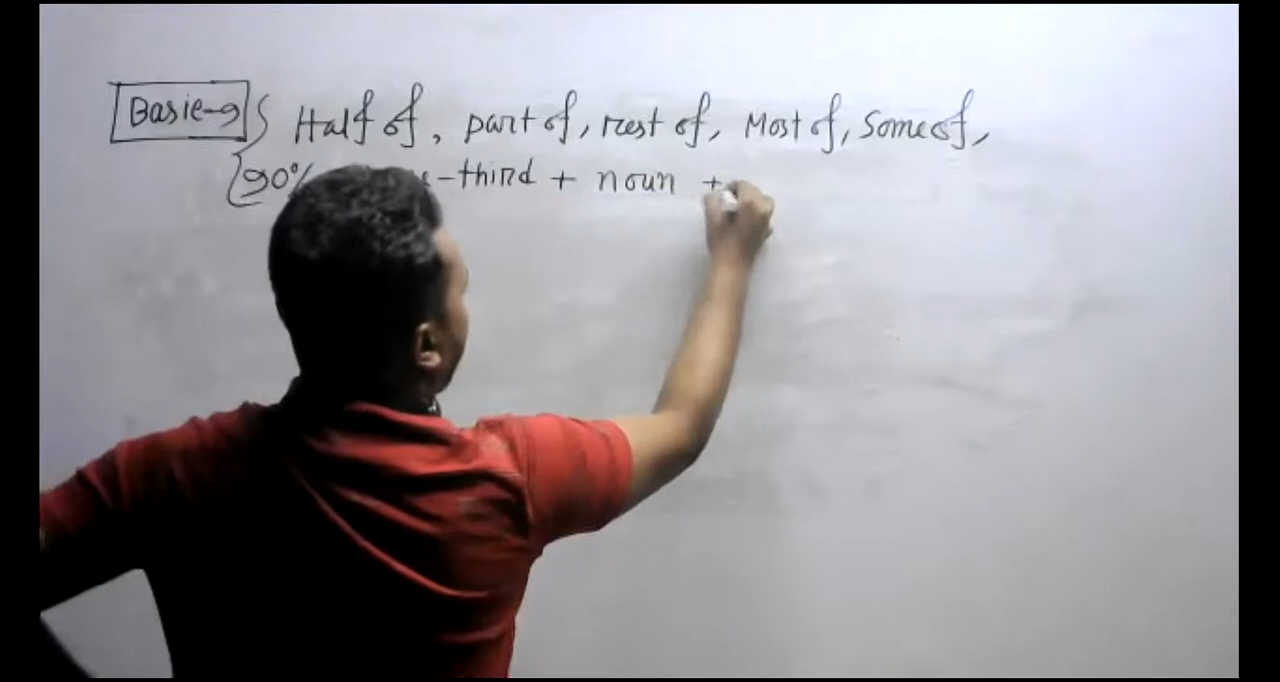 Basic-9 { Half of, part of, rest of, Most of, Some of,
90% -third + noun +